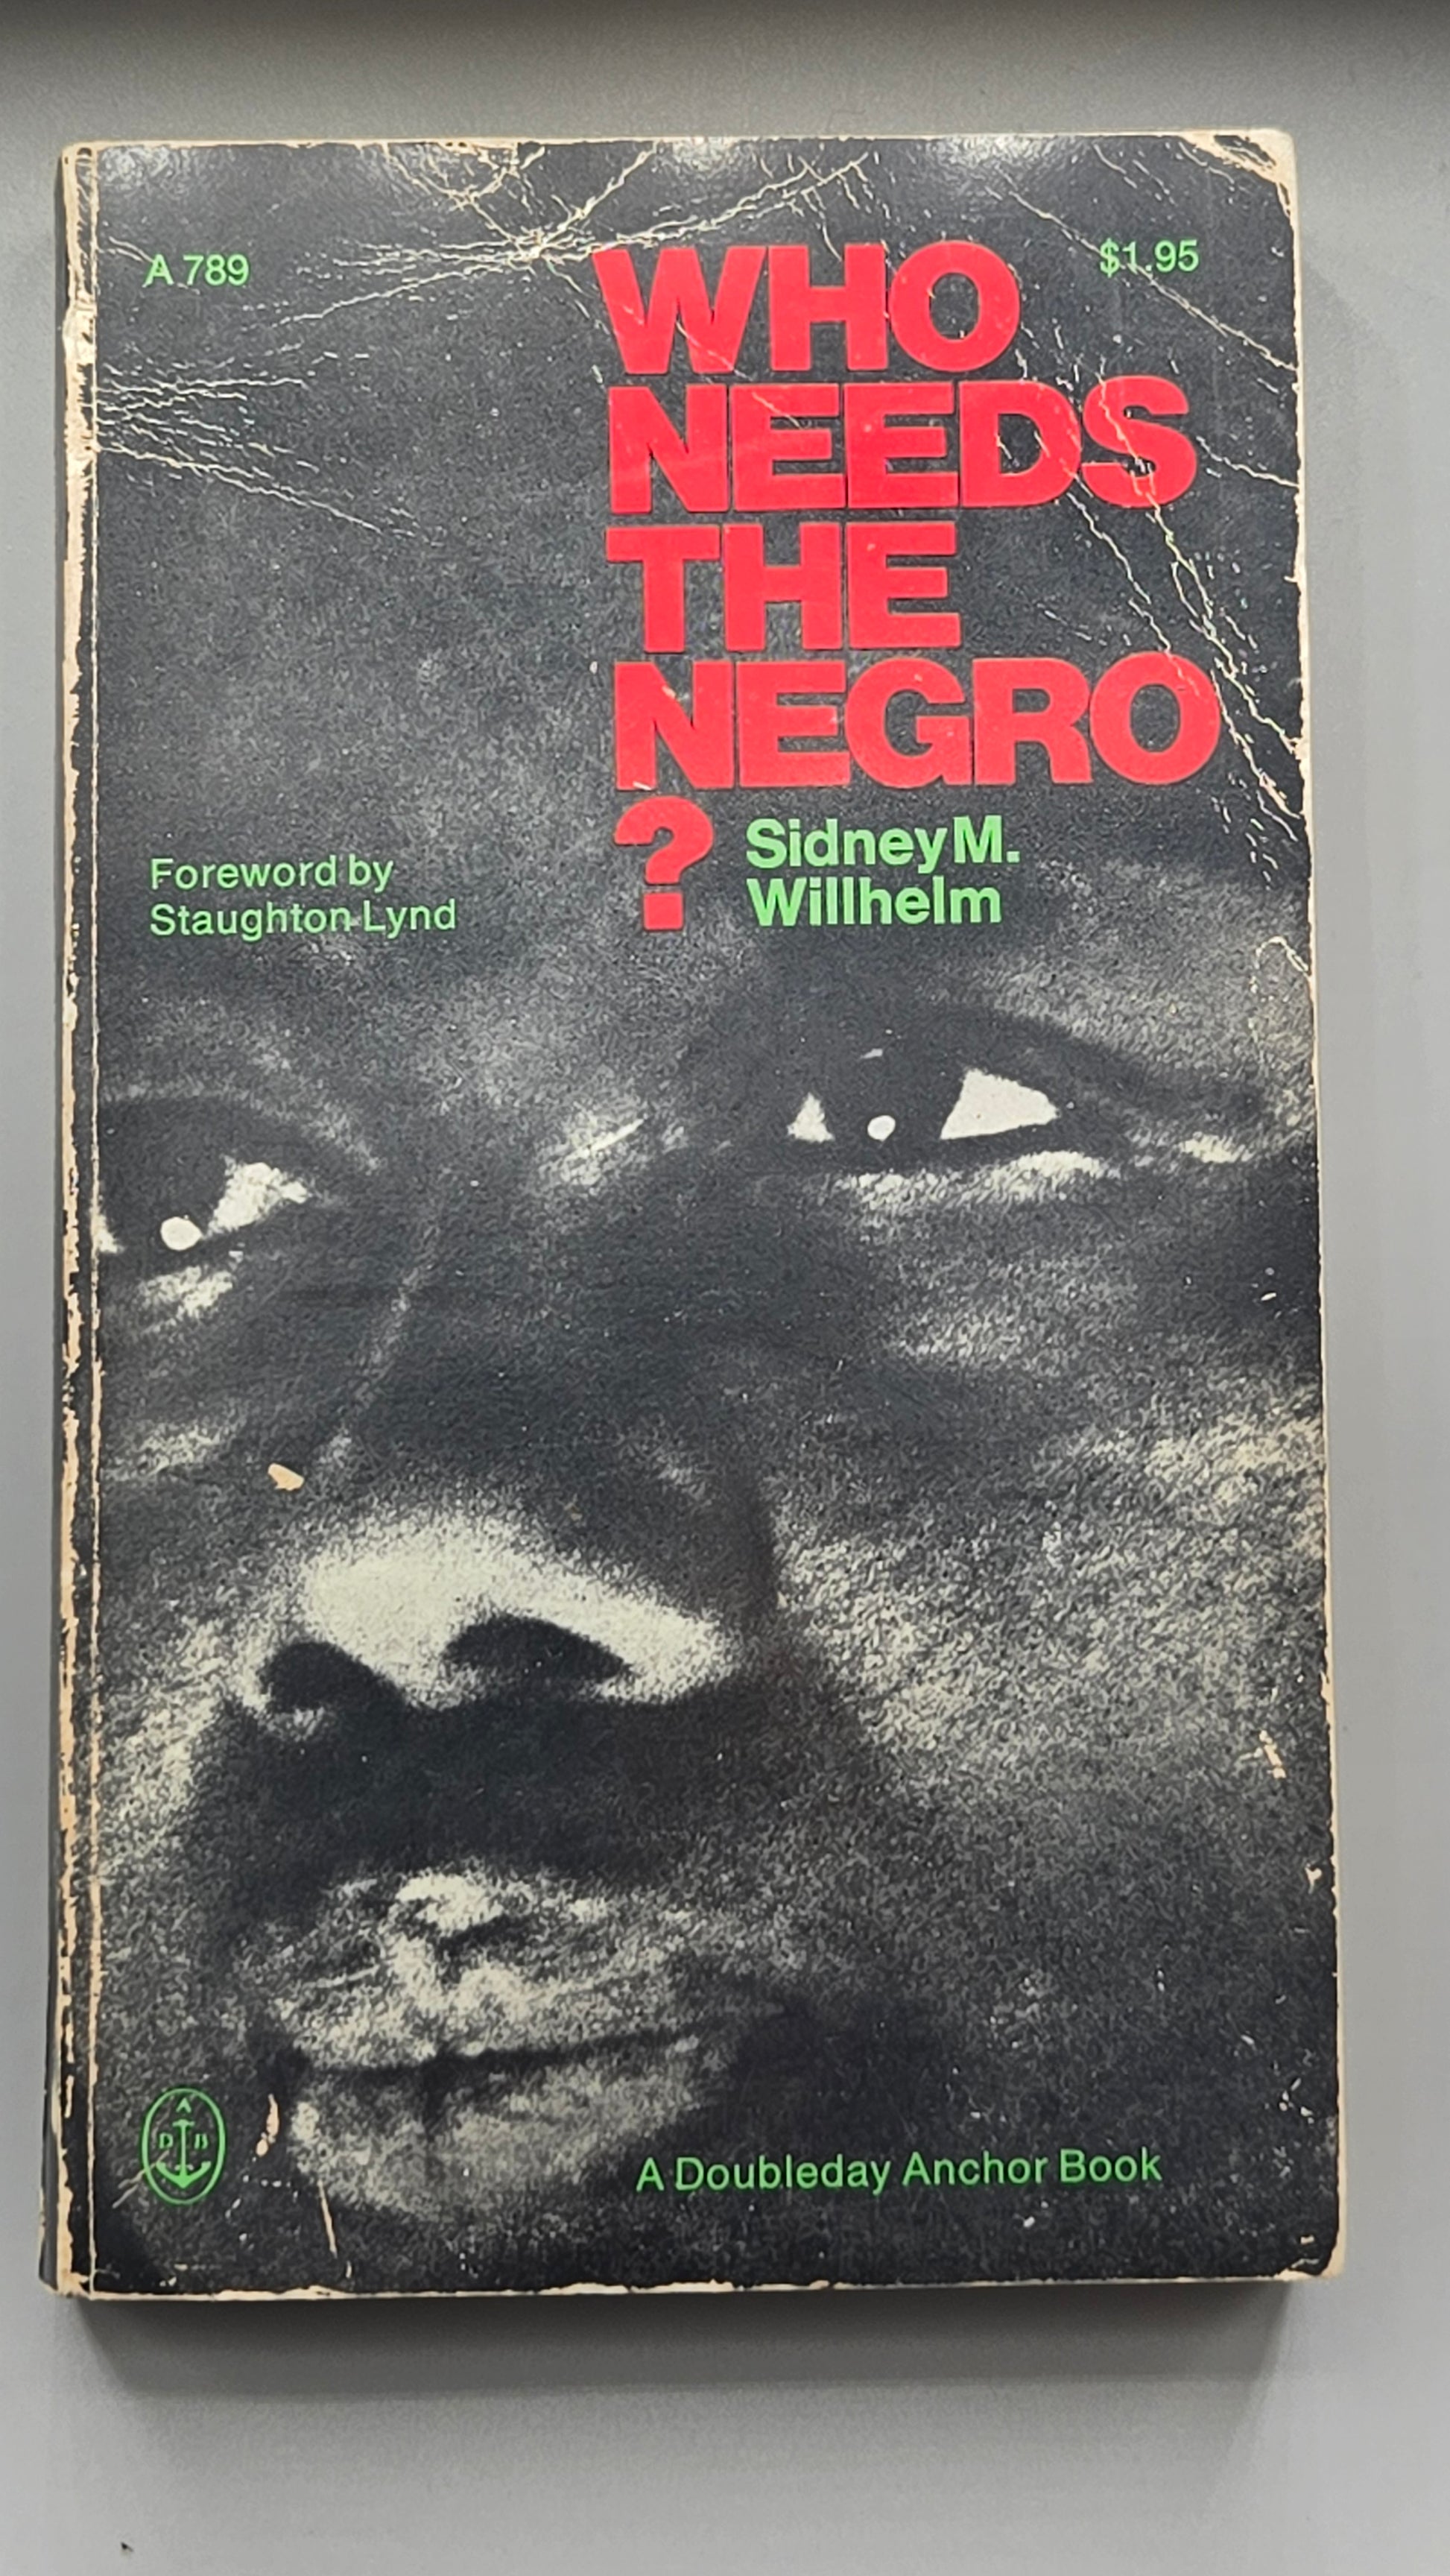 A 789
$1.95
WHO
NEEDS
THE
NEGRO
?
Sidney M.
Willhelm
Foreword by
Staughton Lynd
A
D B
A Doubleday Anchor Book